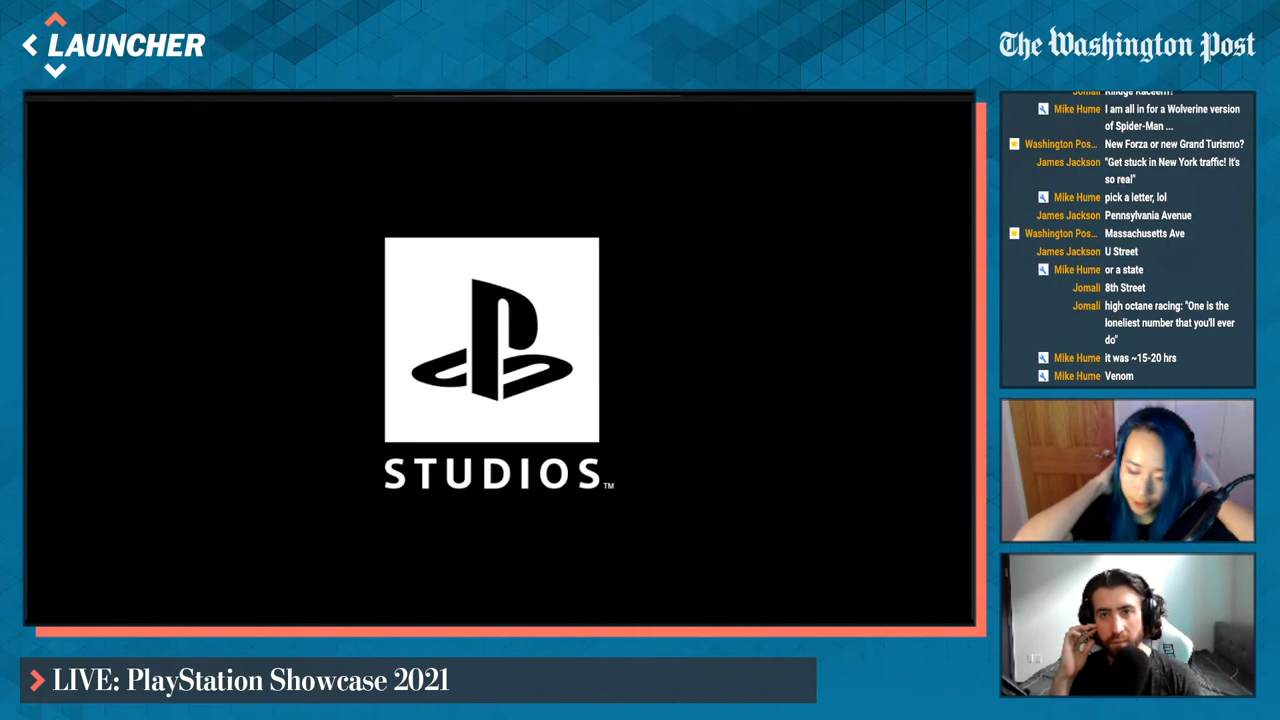 LAUNCHER
The Washington Post
STUDIOS™
Mike Hume I am all in for a Wolverine version
of Spider-Man ...
Washington Pos... New Forza or new Grand Turismo?
James Jackson "Get stuck in New York traffic! It's
so real"
Mike Hume pick a letter, lol
James Jackson Pennsylvania Avenue
Washington Pos... Massachusetts Ave
James Jackson U Street
Mike Hume or a state
Jomali 8th Street
Jomali high octane racing: "One is the
loneliest number that you'll ever
do"
Mike Hume it was ~15-20 hrs
Mike Hume Venom
LIVE: PlayStation Showcase 2021